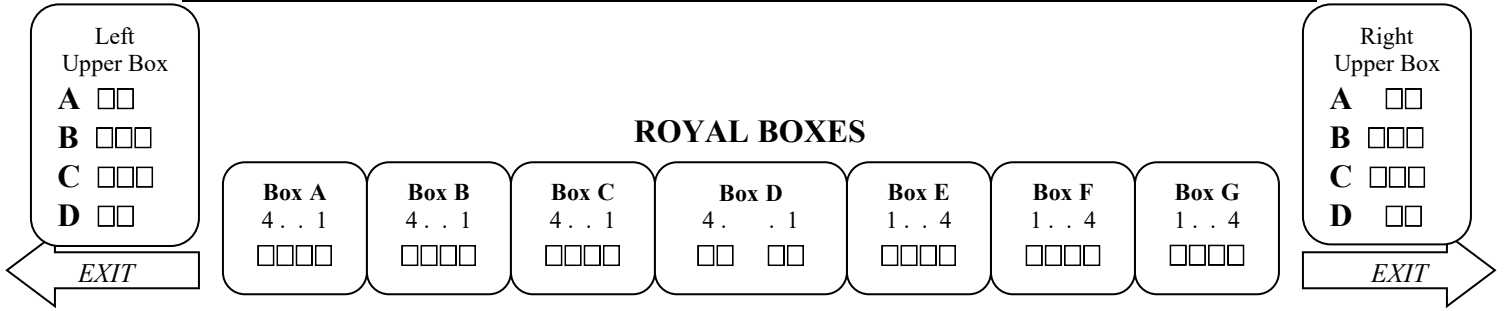 Left
Upper Box
A
B
C
D
EXIT
ROYAL BOXES
Box A
4 . . 1
Box B
4 . . 1
Box C
4 . . 1
Box D
4 . . 1
Box E
1 . . 4
Box F
1 . . 4
Box G
1 . . 4
Right
Upper Box
A
B
C
D
EXIT